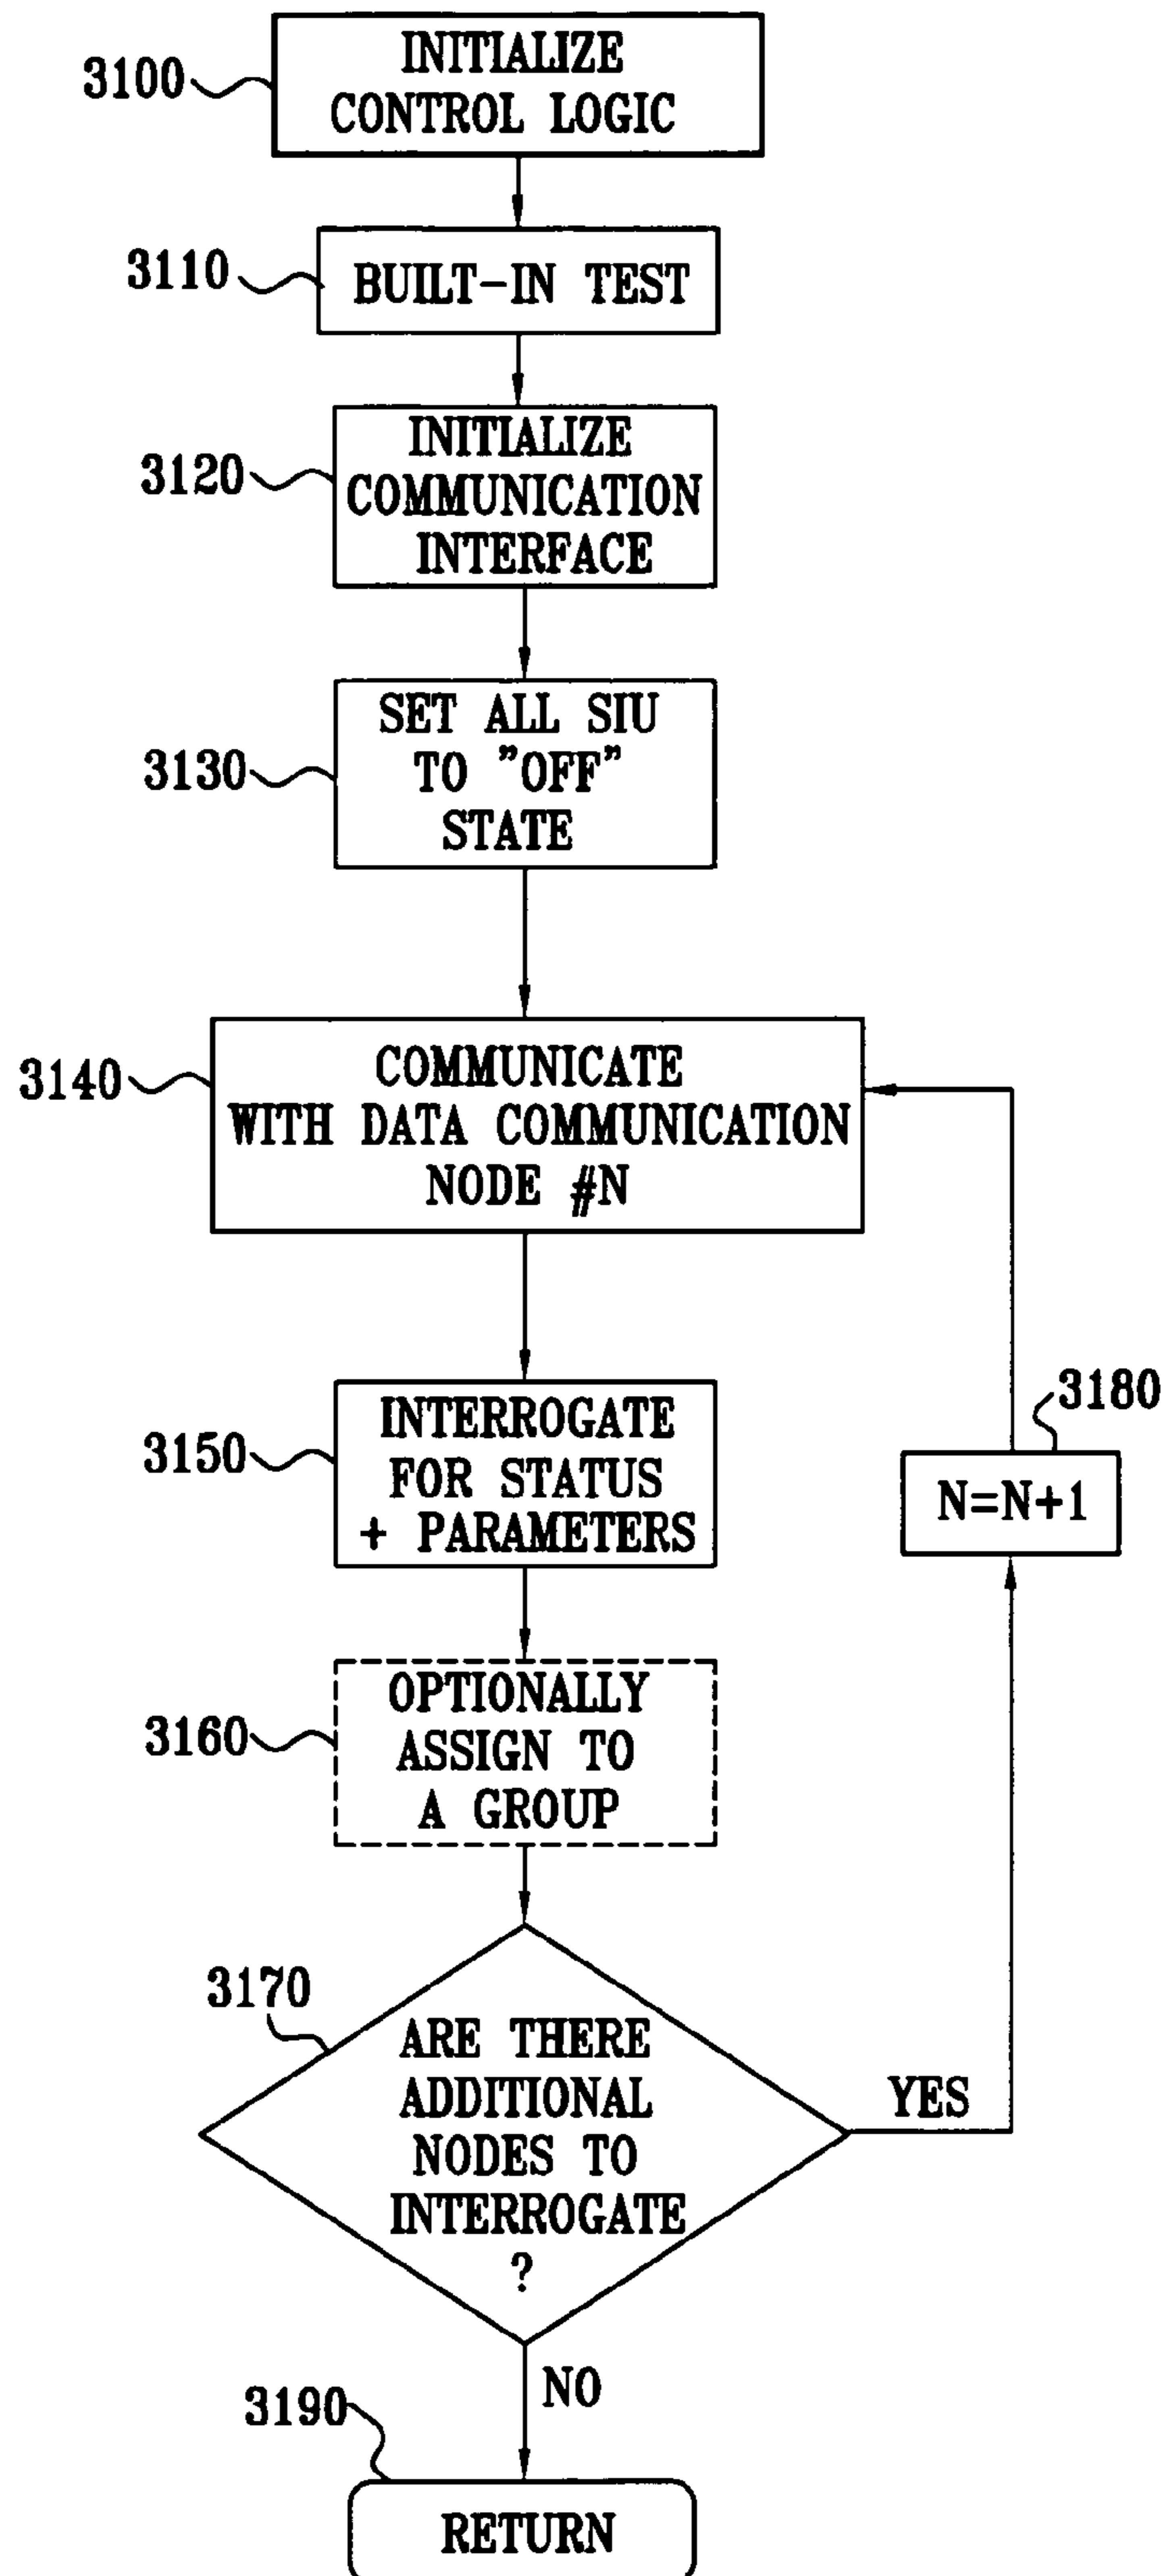 3100
INITIALIZE
CONTROL LOGIC
3110
BUILT-IN TEST
3120
INITIALIZE
COMMUNICATION
INTERFACE
3130
SET ALL SIU
TO "OFF"
STATE
3140
COMMUNICATE
WITH DATA COMMUNICATION
NODE #N
3150
INTERROGATE
FOR STATUS
+ PARAMETERS
3180
N=N+1
3160
OPTIONALLY
ASSIGN TO
A GROUP
3170
ARE THERE
ADDITIONAL
NODES TO
INTERROGATE
?
YES
NO
3190
RETURN